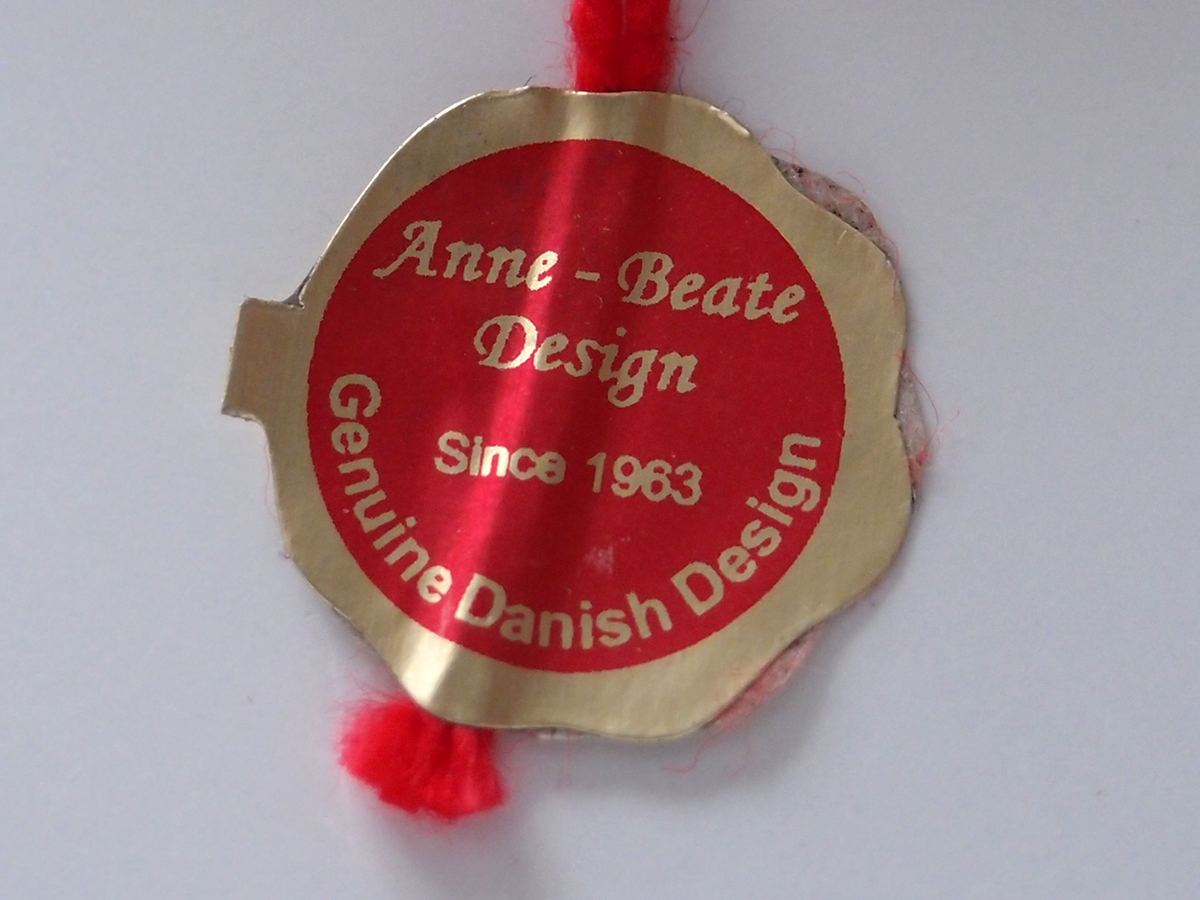 Anne - Beate
Design
Since 1963
Genuine Danish Design